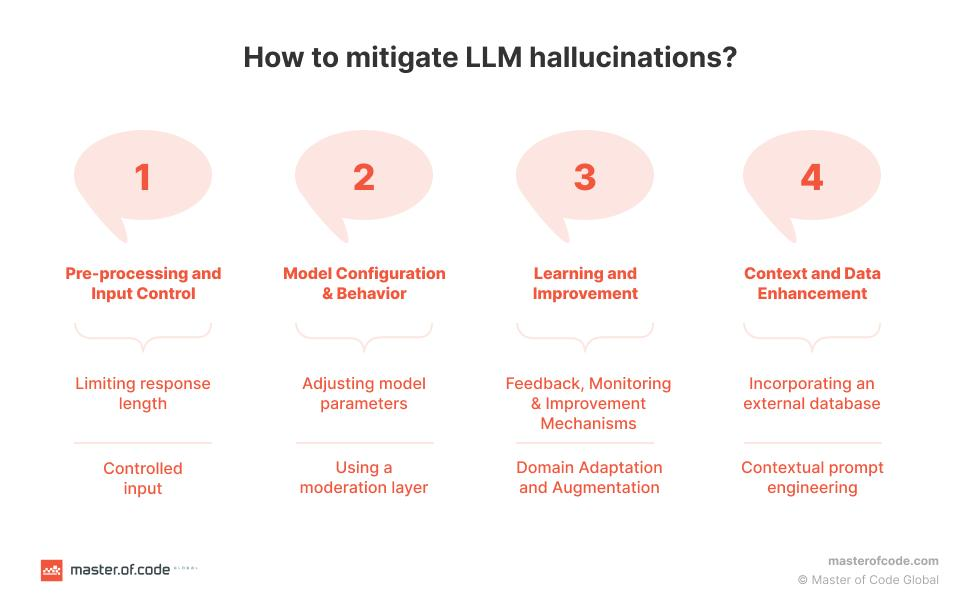 How to mitigate LLM hallucinations?
1
Pre-processing and
Input Control
Limiting response
length
Controlled
input
2
Model Configuration
& Behavior
Adjusting model
parameters
Using a
moderation layer
3
Learning and
Improvement
Feedback, Monitoring
& Improvement
Mechanisms
Domain Adaptation
and Augmentation
4
Context and Data
Enhancement
Incorporating an
external database
Contextual prompt
engineering
master.of.code GLOBAL
masterofcode.com
© Master of Code Global